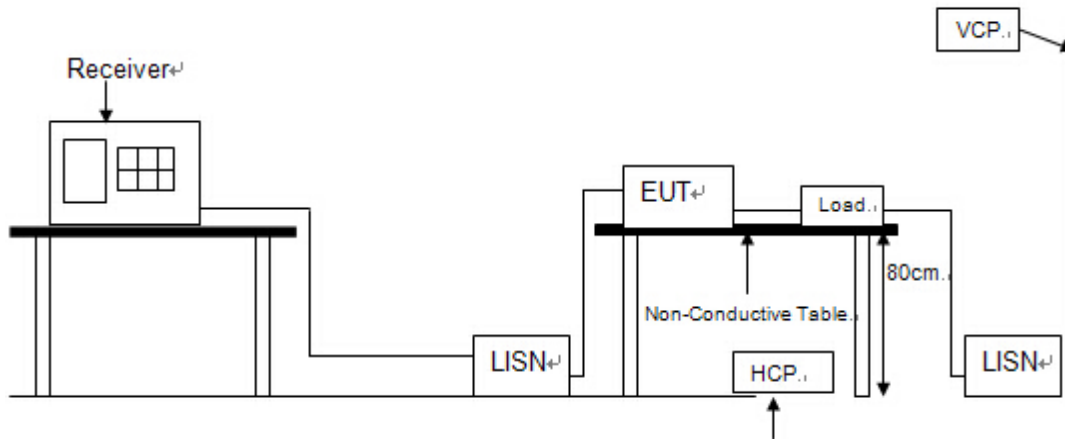 VCP.
Receiver↵
EUT↵
Load.
80cm.
Non-Conductive Table.
LISN↵
HCP.
LISN↵